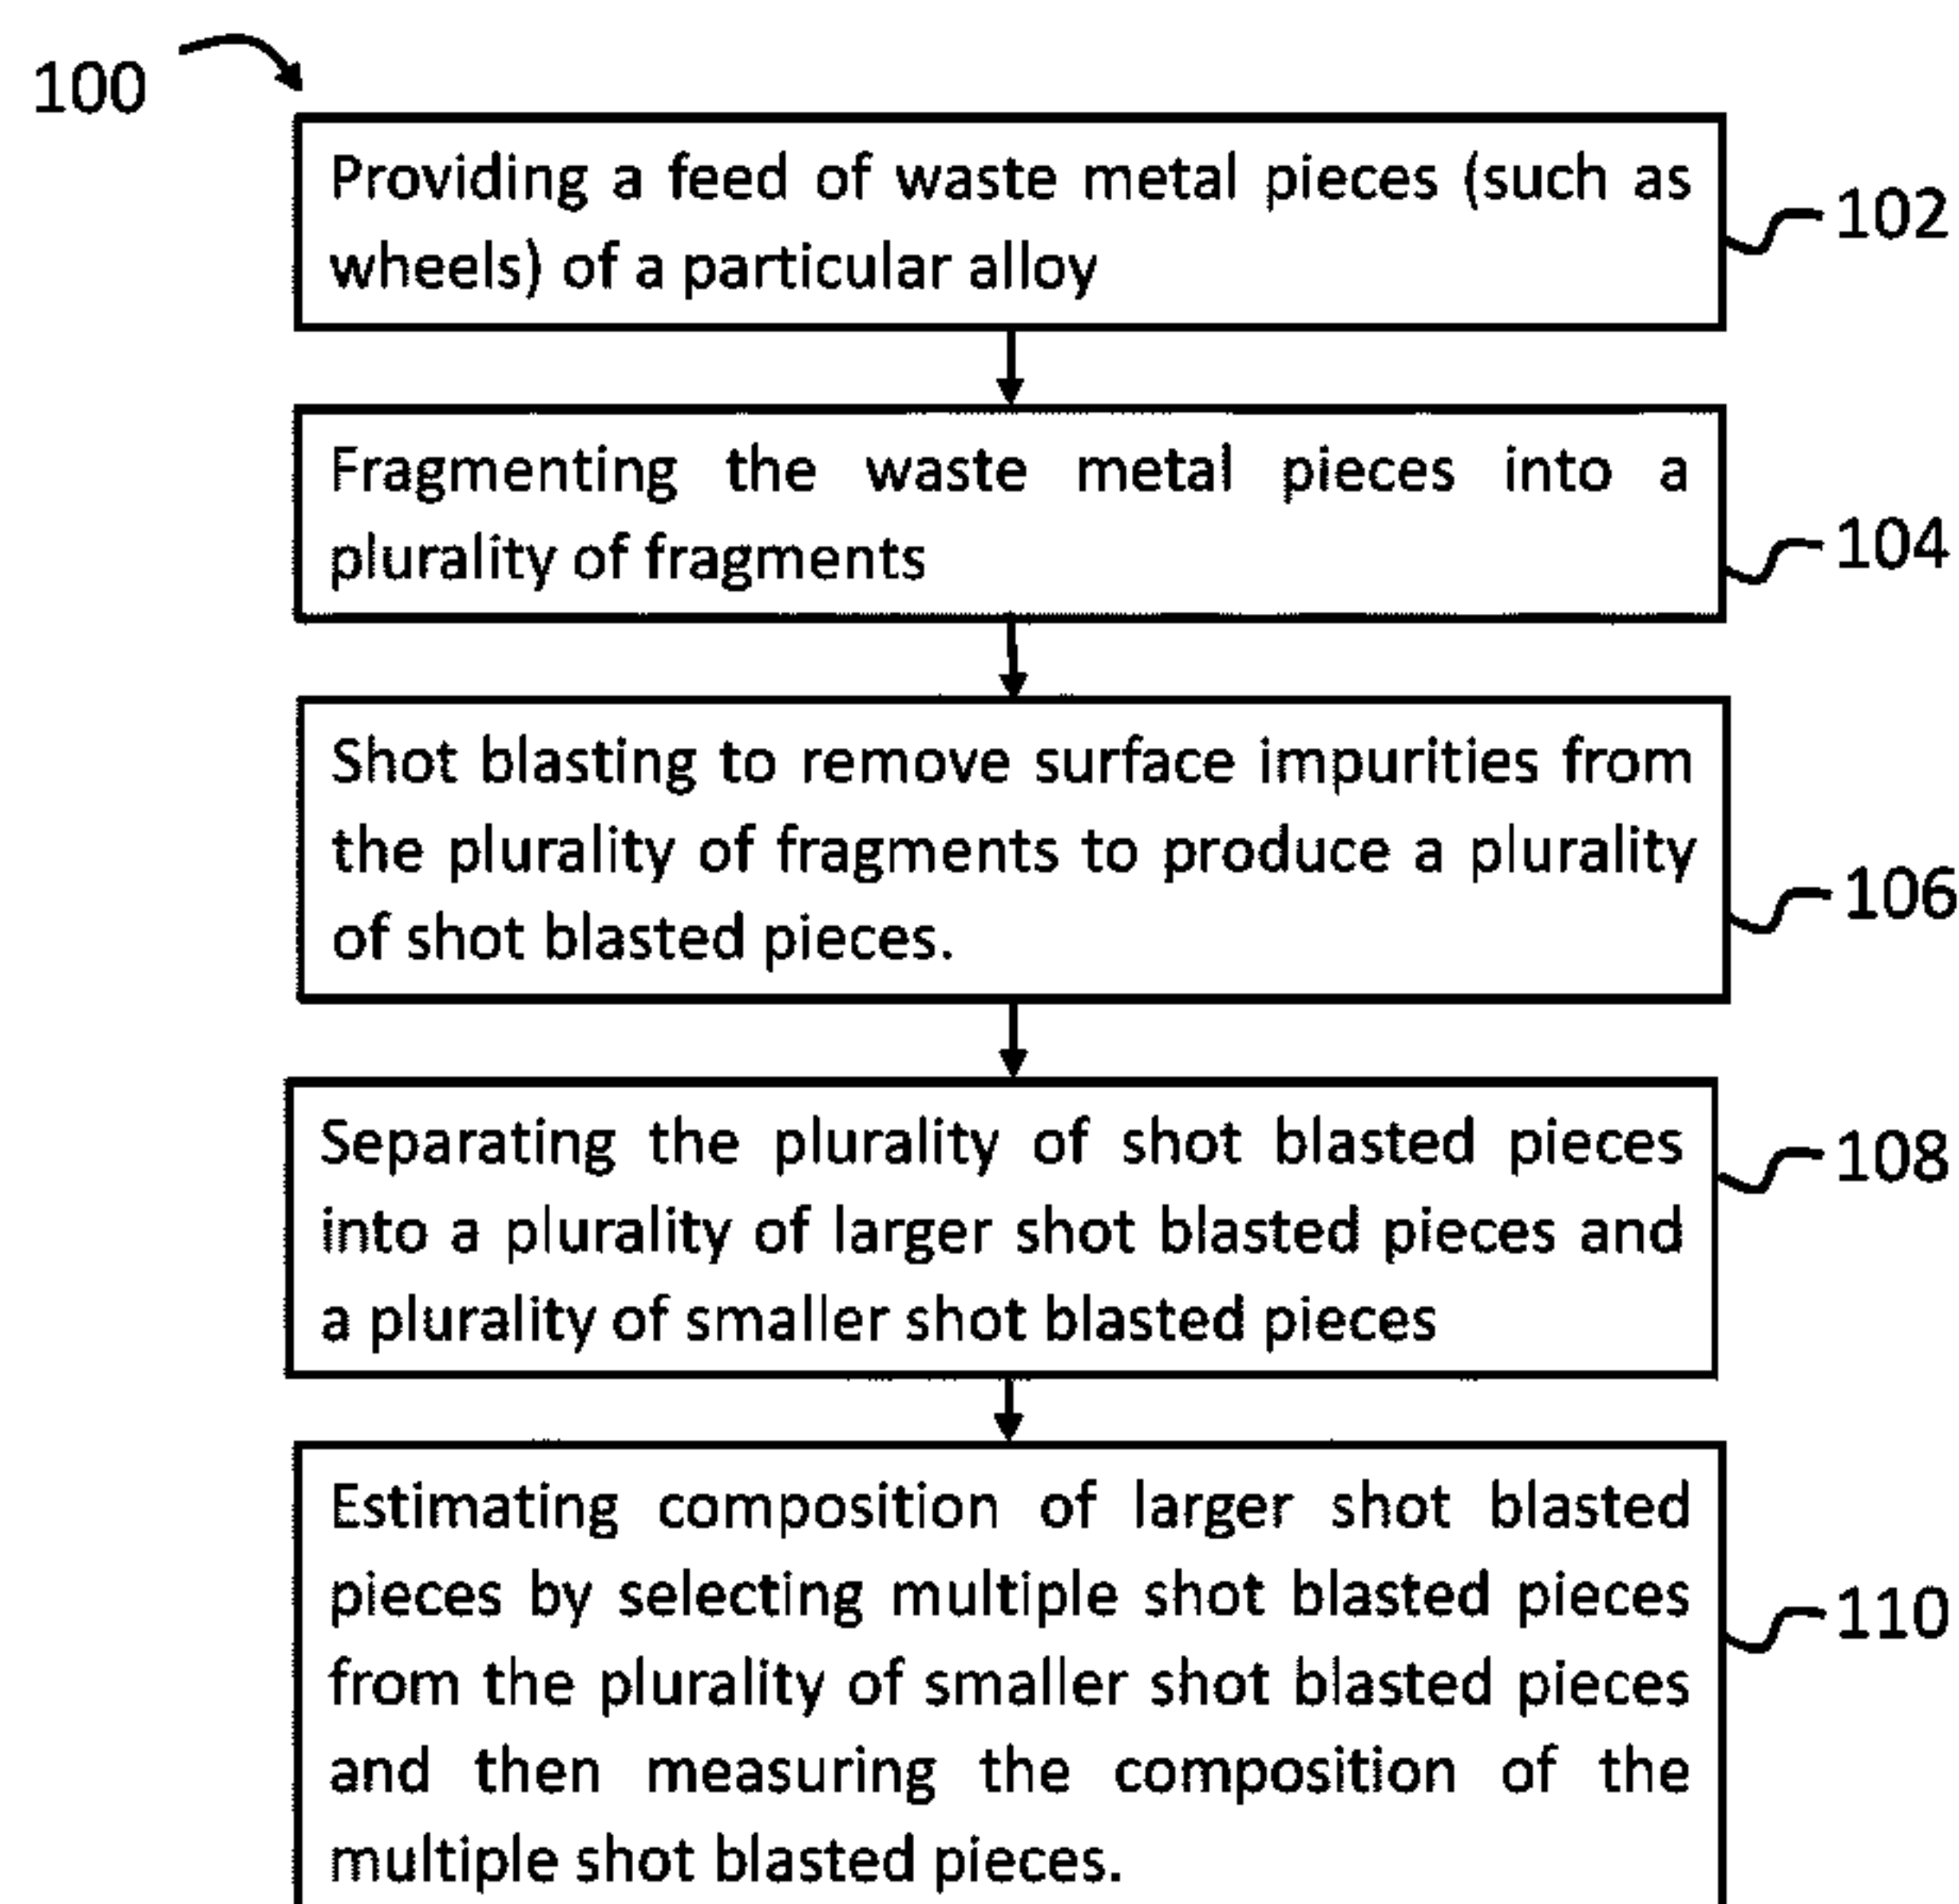 100
Providing a feed of waste metal pieces (such as
wheels) of a particular alloy
102
Fragmenting the waste metal pieces into a
plurality of fragments
104
Shot blasting to remove surface impurities from
the plurality of fragments to produce a plurality
of shot blasted pieces.
106
Separating the plurality of shot blasted pieces
into a plurality of larger shot blasted pieces and
a plurality of smaller shot blasted pieces
108
Estimating composition of larger shot blasted
pieces by selecting multiple shot blasted pieces
from the plurality of smaller shot blasted pieces
and then measuring the composition of the
multiple shot blasted pieces.
110